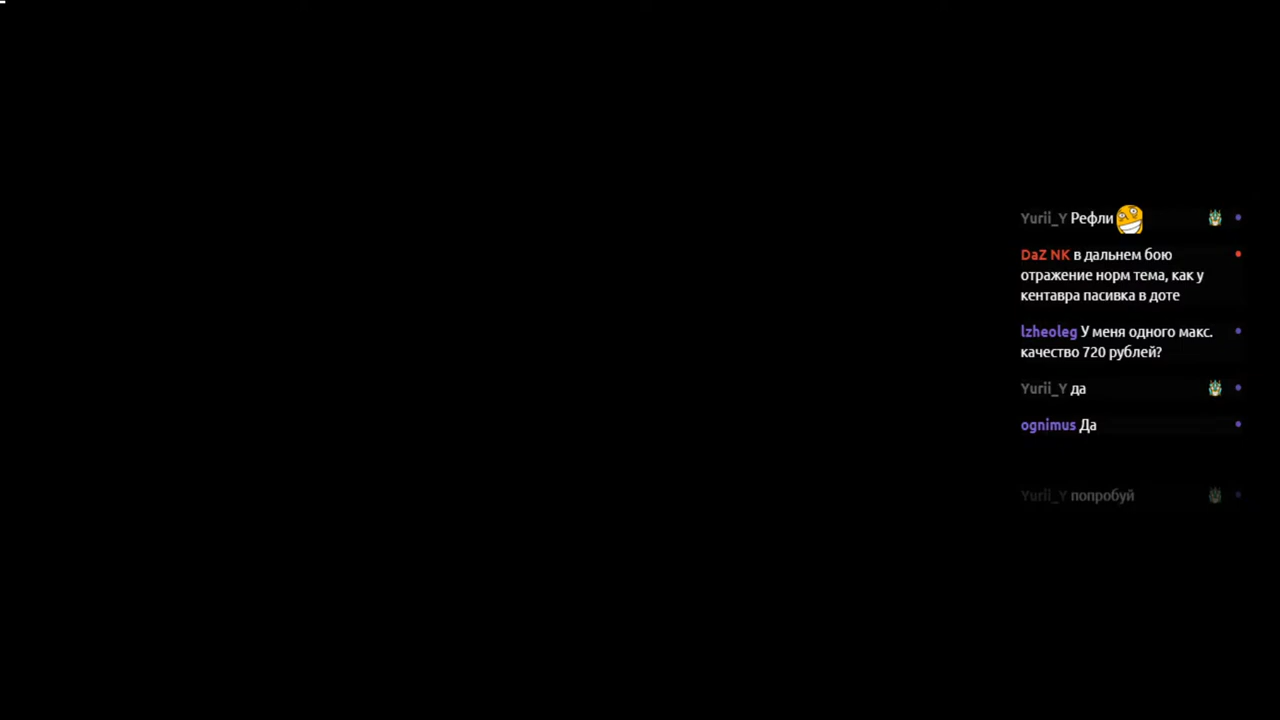 Yurii_Y Рефли
DaZ NK в дальнем бою
отражение норм тема, как у
кентавра пасивка в доте
lzheoleg У меня одного макс.
качество 720 рублей?
Yurii_Y да
ognimus Да
Yurii_Y попробуй